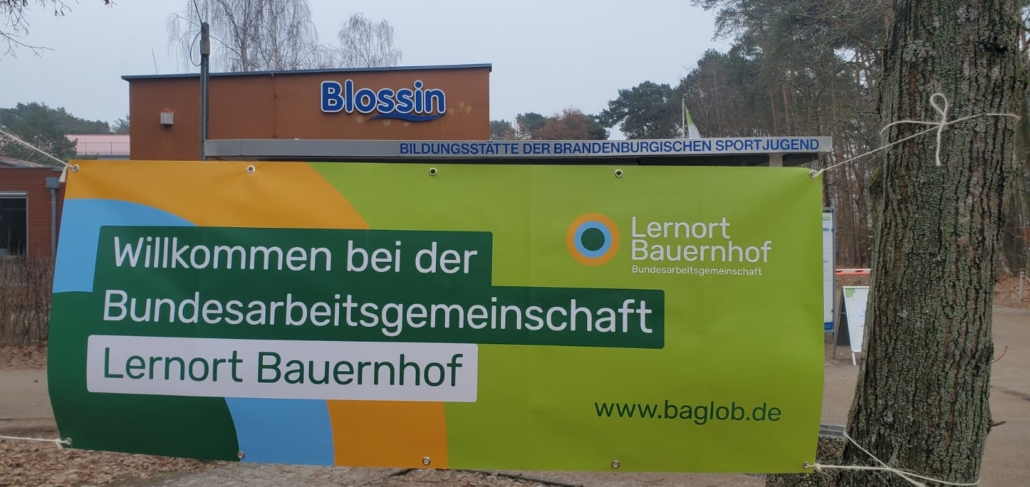 Blossin
BILDUNGSSTÄTTE DER BRANDENBURGISCHEN SPORTJUGEND
Willkommen bei der
Bundesarbeitsgemeinschaft
Lernort Bauernhof
Lernort
Bauernhof
Bundesarbeitsgemeinschaft
www.baglob.de